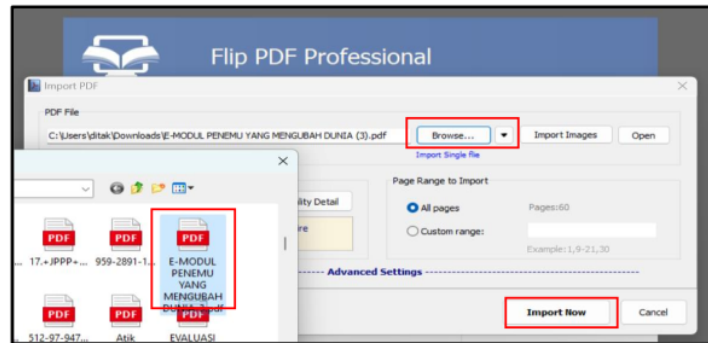 Flip PDF Professional
Import PDF
PDF File
C:\Users\ditak\Downloads\E-MODUL PENEMU YANG MENGUBAH DUNIA (3).pdf
Browse...
Import Images
Open
Import Single file
ality Detail
re
Page Range to Import
All pages
Pages:60
Custom range:
Example:1,9-21,30
Advanced Settings
Import Now
Cancel
PDF
PDF
PDF
17.+JPPP+...
959-2891-1...
E-MODUL
PENEMU
YANG
MENGUBAH
PDF
PDF
PDF
512-97-947...
Atik
EVALUASI